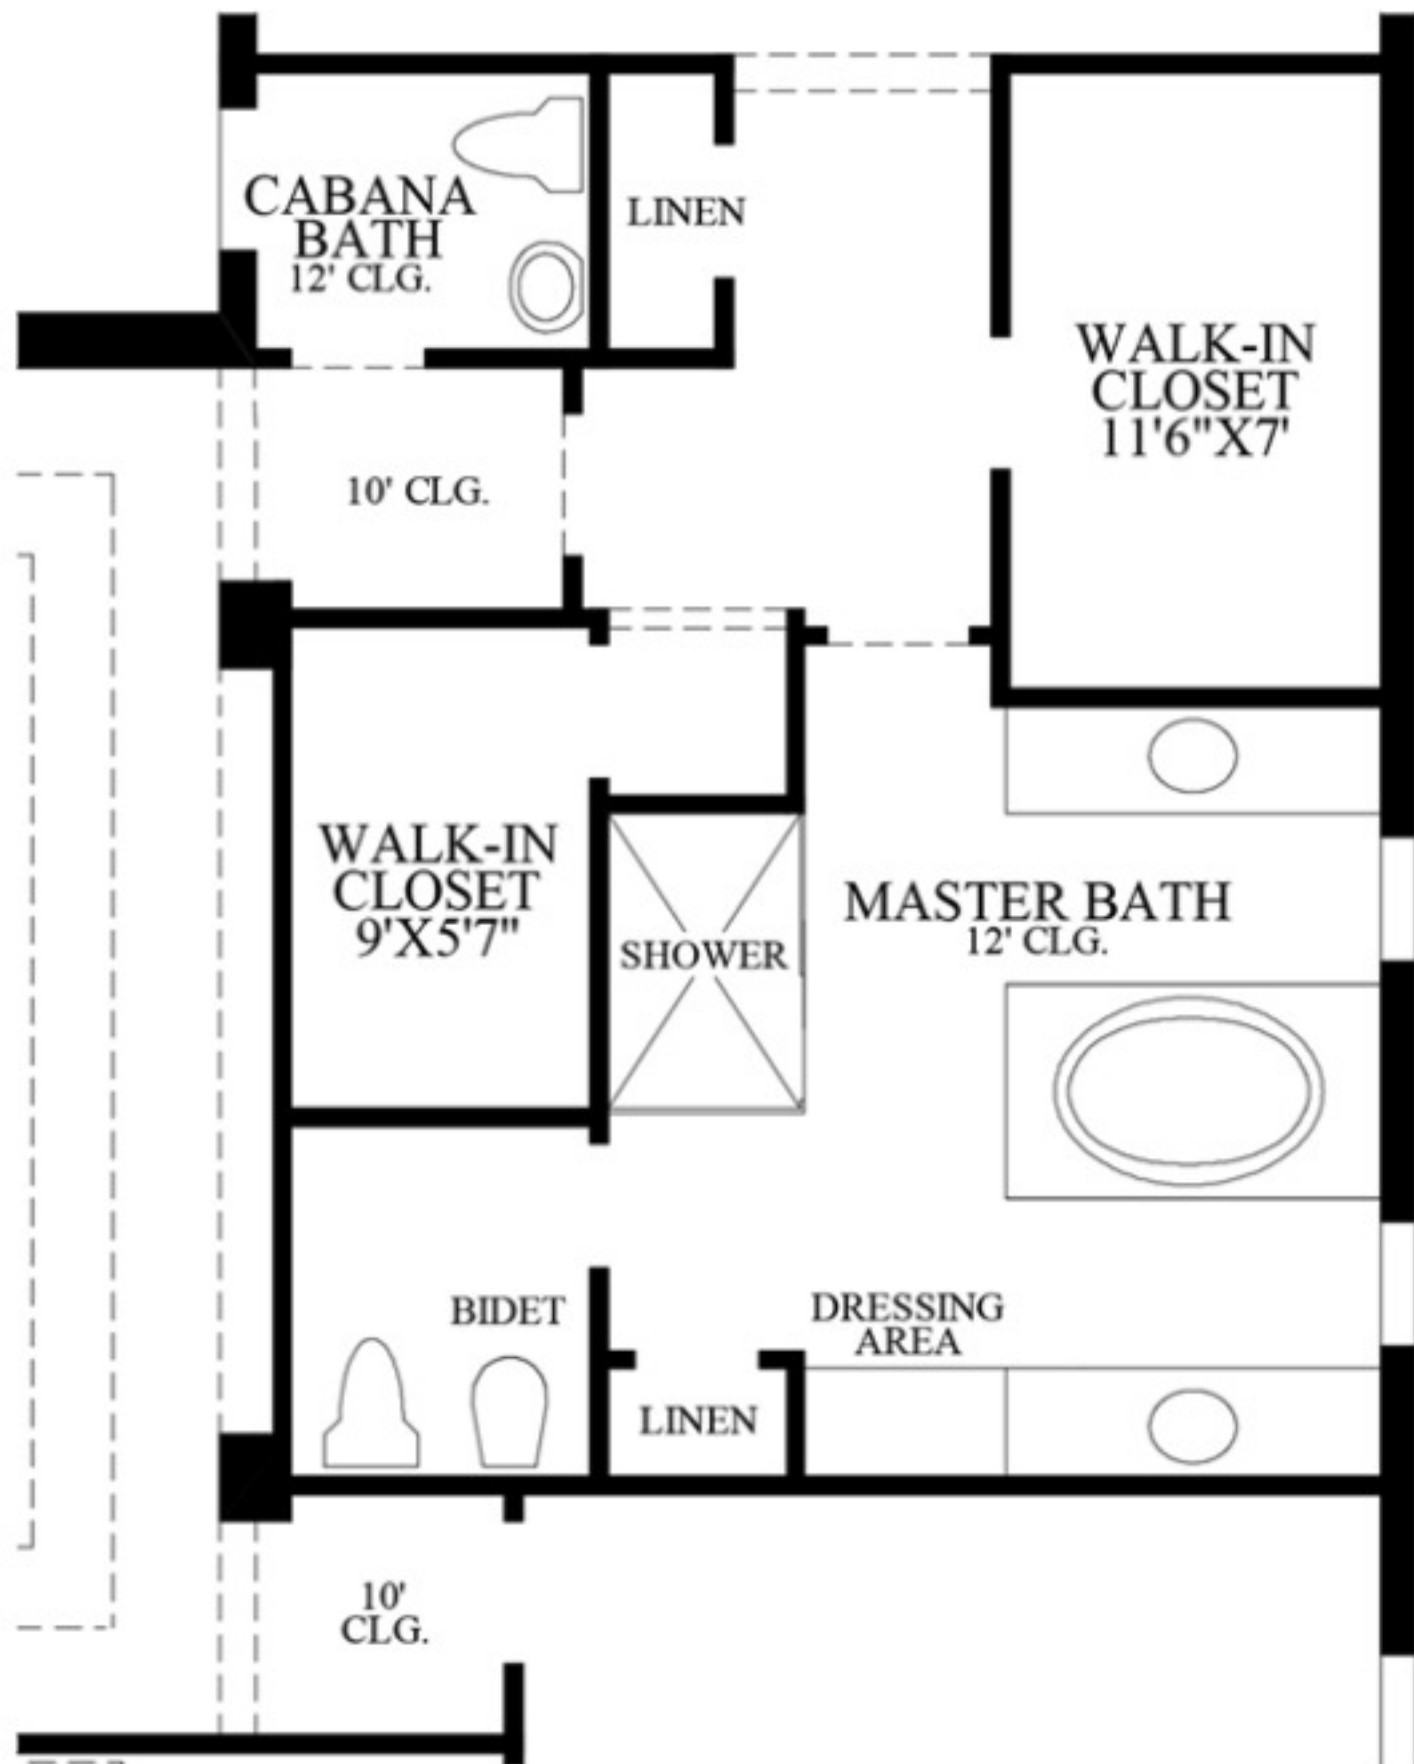 CABANA
BATH
12' CLG.
LINEN
WALK-IN
CLOSET
11'6"X7'
10' CLG.
WALK-IN
CLOSET
9'X5'7"
SHOWER
MASTER BATH
12' CLG.
BIDET
DRESSING
AREA
LINEN
10'
CLG.